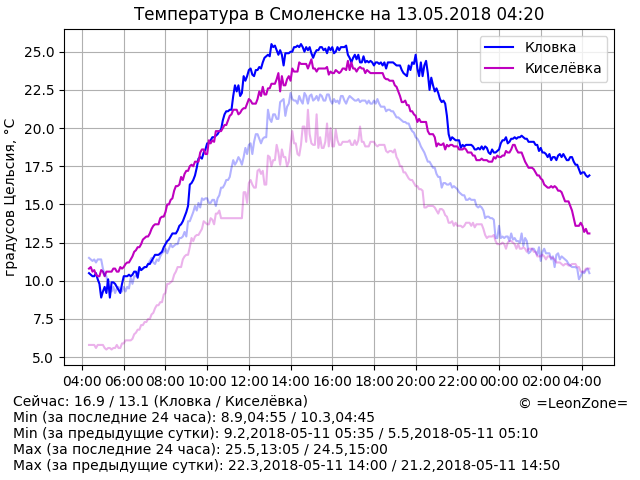 Температура в Смоленске на 13.05.2018 04:20
25.0
22.5
20.0
17.5
15.0
12.5
10.0
7.5
5.0
градусов Цельсия, °C
Кловка
Киселёвка
04:00 06:00 08:00 10:00 12:00 14:00 16:00 18:00 20:00 22:00 00:00 02:00 04:00
Сейчас: 16.9 / 13.1 (Кловка / Киселёвка)
© =LeonZone=
Min (за последние 24 часа): 8.9,04:55 / 10.3,04:45
Min (за предыдущие сутки): 9.2,2018-05-11 05:35 / 5.5,2018-05-11 05:10
Max (за последние 24 часа): 25.5,13:05 / 24.5,15:00
Max (за предыдущие сутки): 22.3,2018-05-11 14:00 / 21.2,2018-05-11 14:50